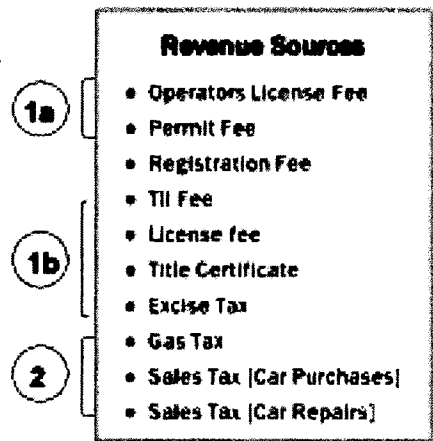 Revenue Sources
1a
• Operators License Fee
• Permit Fee
• Registration Fee
1b
• Til Fee
• License fee
• Title Certificate
• Excise Tax
2
• Gas Tax
• Sales Tax [Car Purchases]
• Sales Tax [Car Repairs]